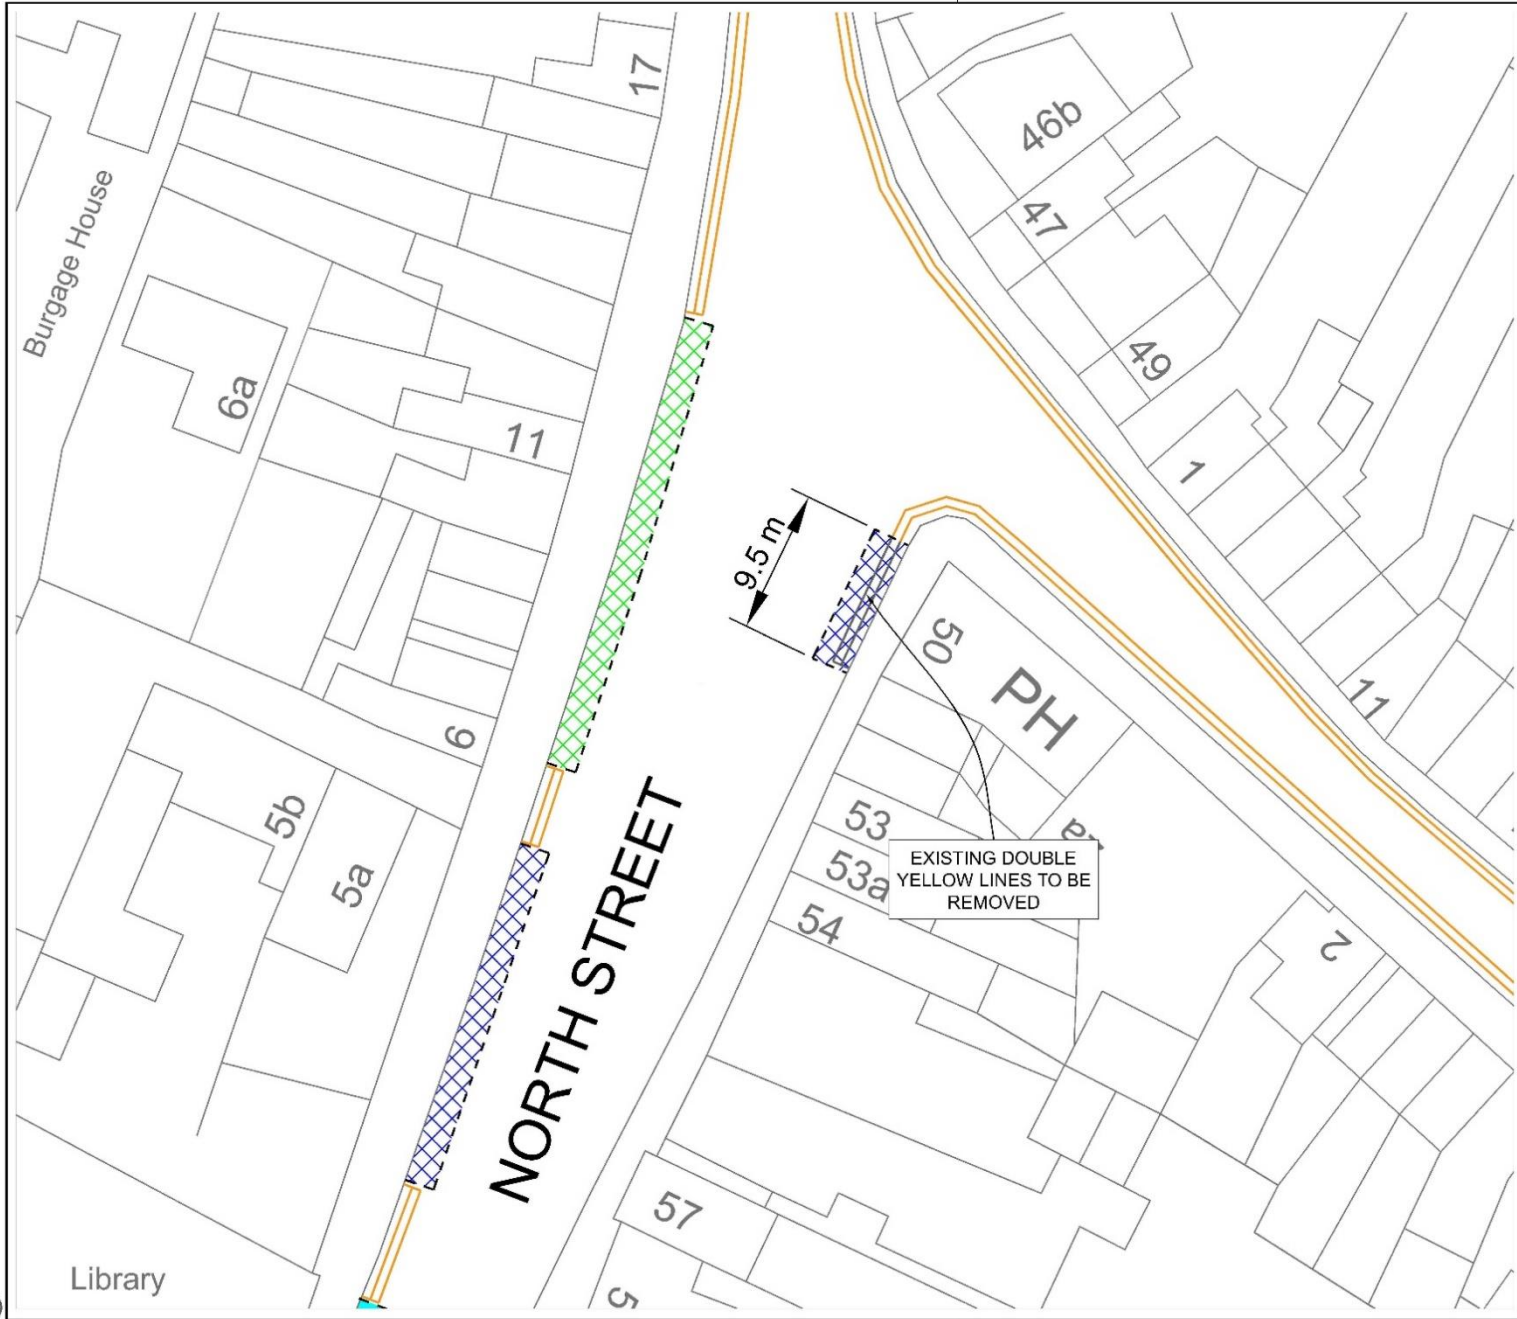 17
46b
Burgage House
47
49
6a
11
1
9.5 m
50
PH
11
6
53
5b
5a
53a
EXISTING DOUBLE
YELLOW LINES TO BE
REMOVED
54
2
NORTH STREET
57
Library